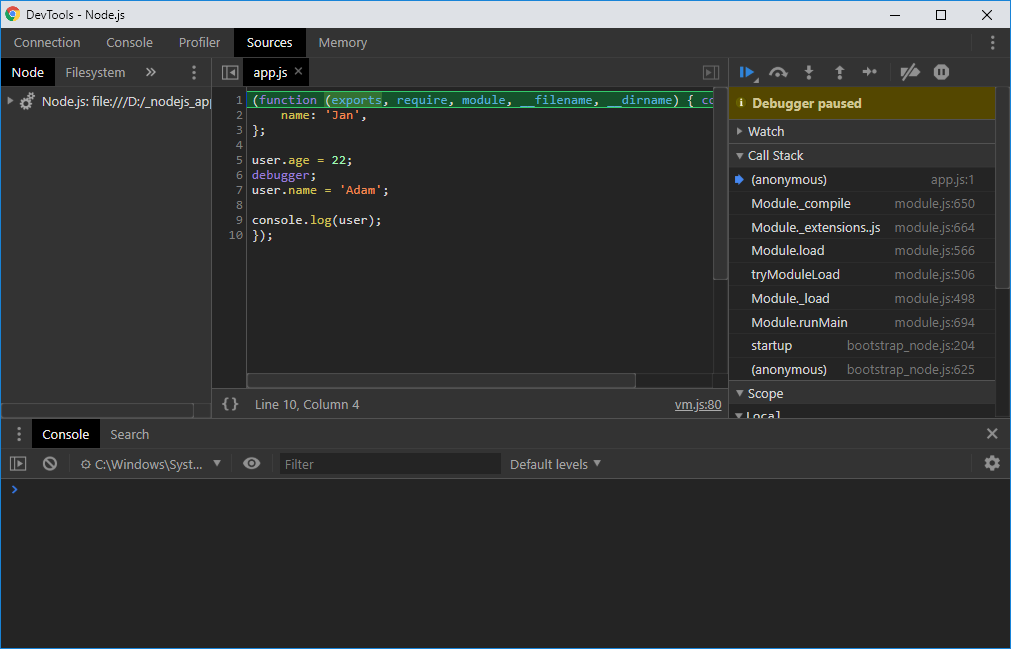 DevTools - Node.js
Connection Console Profiler Sources Memory
Node Filesystem » app.js ×
Node.js: file:///D:/_nodejs_app
1 (function (exports, require, module, __filename, __dirname) { co
2     name: 'Jan',
3 };
4
5 user.age = 22;
6 debugger;
7 user.name = 'Adam';
8
9 console.log(user);
10 });
{ } Line 10, Column 4 vm.js:80
Debugger paused
Watch
Call Stack
(anonymous) app.js:1
Module._compile module.js:650
Module._extensions..js module.js:664
Module.load module.js:566
tryModuleLoad module.js:506
Module._load module.js:498
Module.runMain module.js:694
startup bootstrap_node.js:204
(anonymous) bootstrap_node.js:625
Scope
Local
Console Search
C:\Windows\Syst... Filter Default levels
>